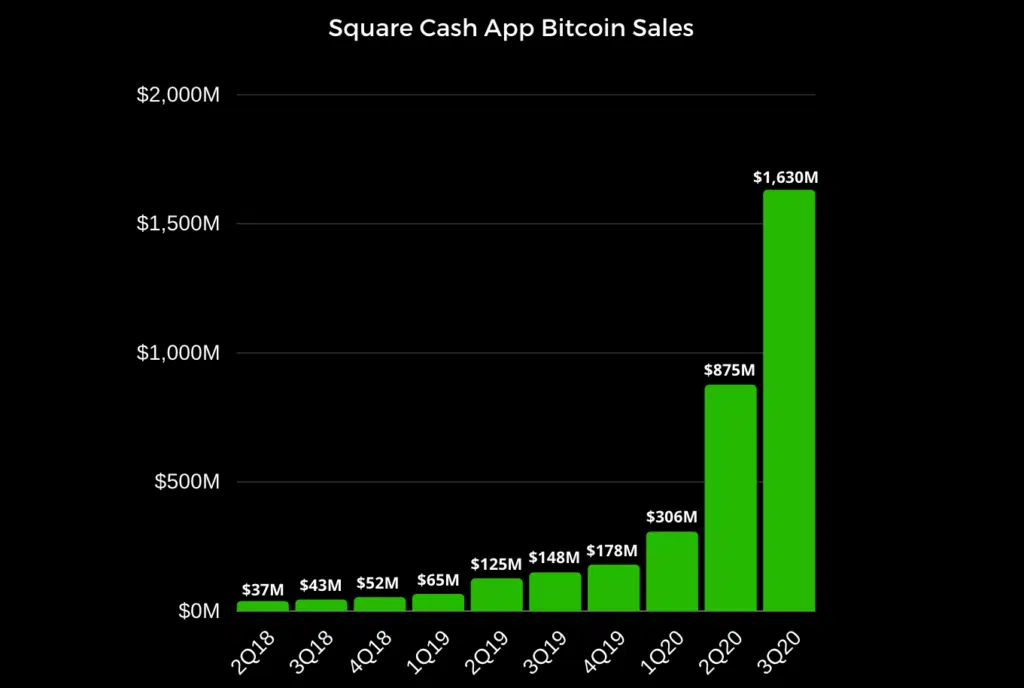 Square Cash App Bitcoin Sales
$2,000M
$1,630M
$1,500M
$1,000M
$875M
$500M
$306M
$178M
$148M
$125M
$65M
$52M
$43M
$37M
$0M
2Q18 3Q18 4Q18 1Q19 2Q19 3Q19 4Q19 1Q20 2Q20 3Q20